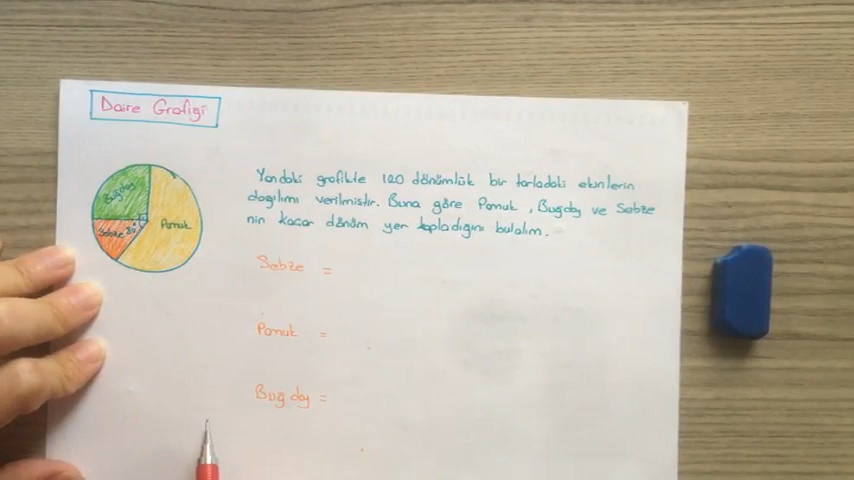 Daire Grafiği
Buğday
Pamuk
Sebze
Yandaki grafikte 120 dönümlük bir tarladaki ekinlerin
dağılımı verilmiştir. Buna göre Pamuk, Buğday ve Sebze
nin kaçar dönüm yer kapladığını bulalım.
Sebze =
Pamuk =
Buğday =